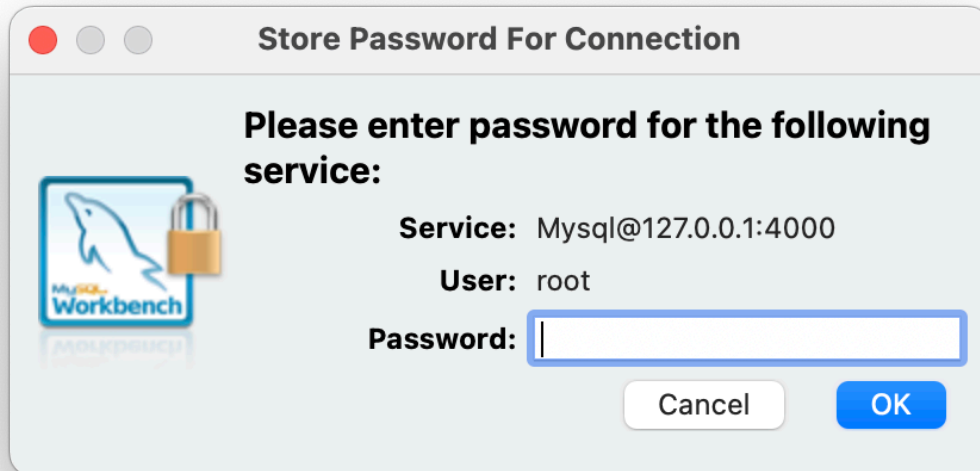 Store Password For Connection
Please enter password for the following
service:
Service: Mysql@127.0.0.1:4000
User: root
MySQL
Workbench
Password:
Cancel OK